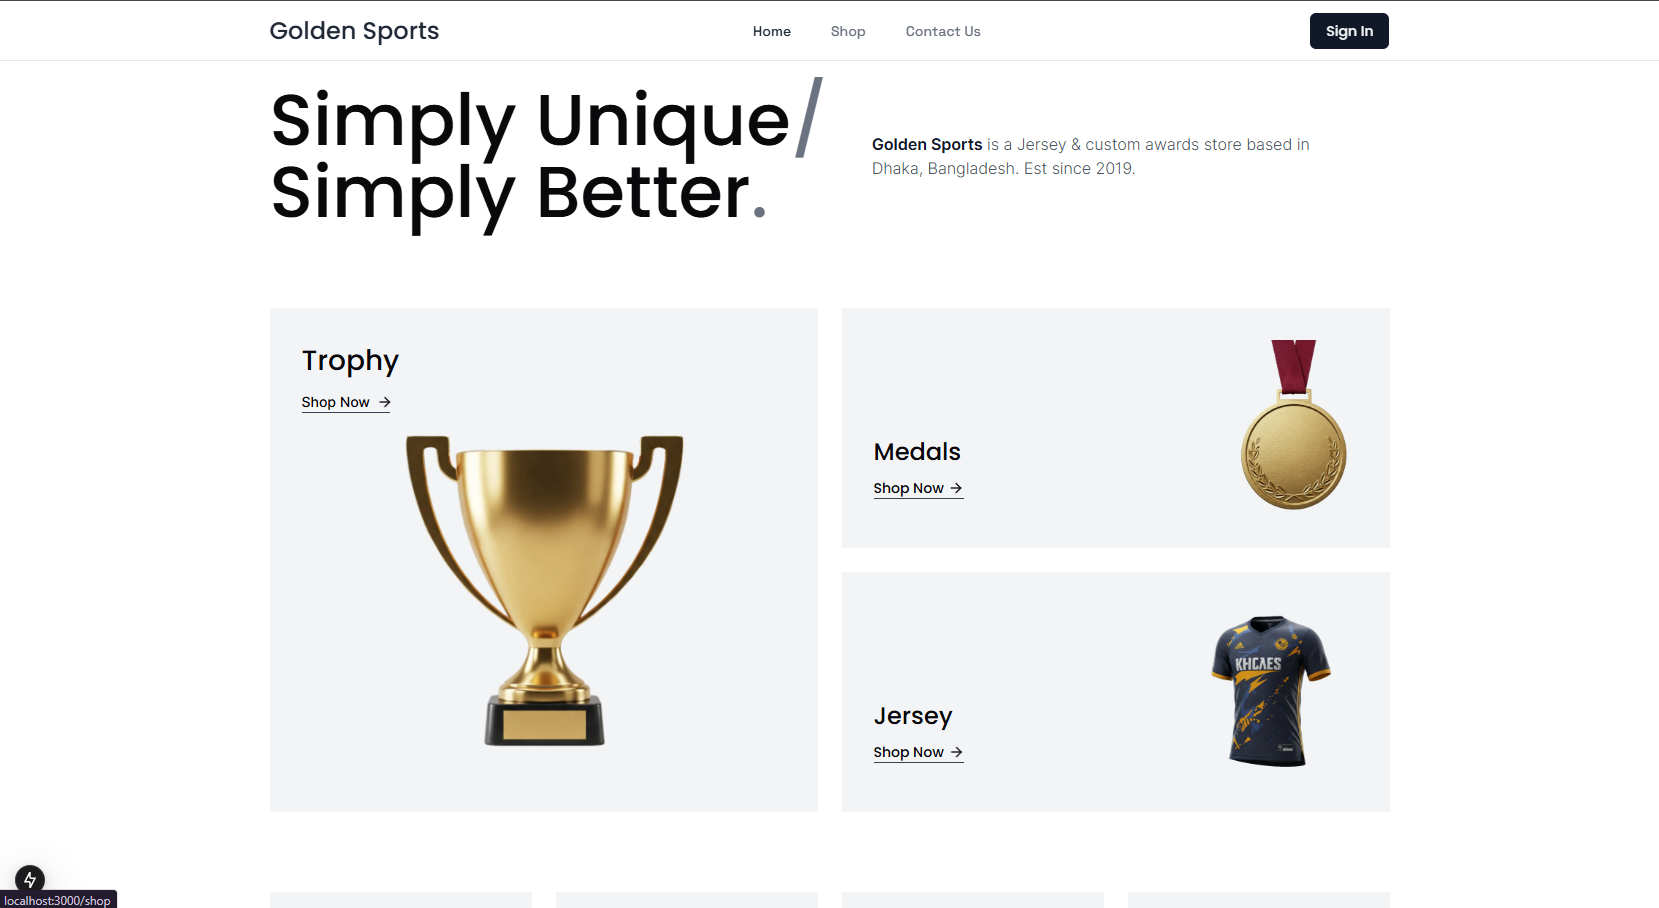 Golden Sports
Home
Shop
Contact Us
Sign In
Simply Unique/
Simply Better.
Golden Sports is a Jersey & custom awards store based in
Dhaka, Bangladesh. Est since 2019.
Trophy
Shop Now →
Medals
Shop Now →
KHCAES
Jersey
Shop Now →
localhost:3000/shop